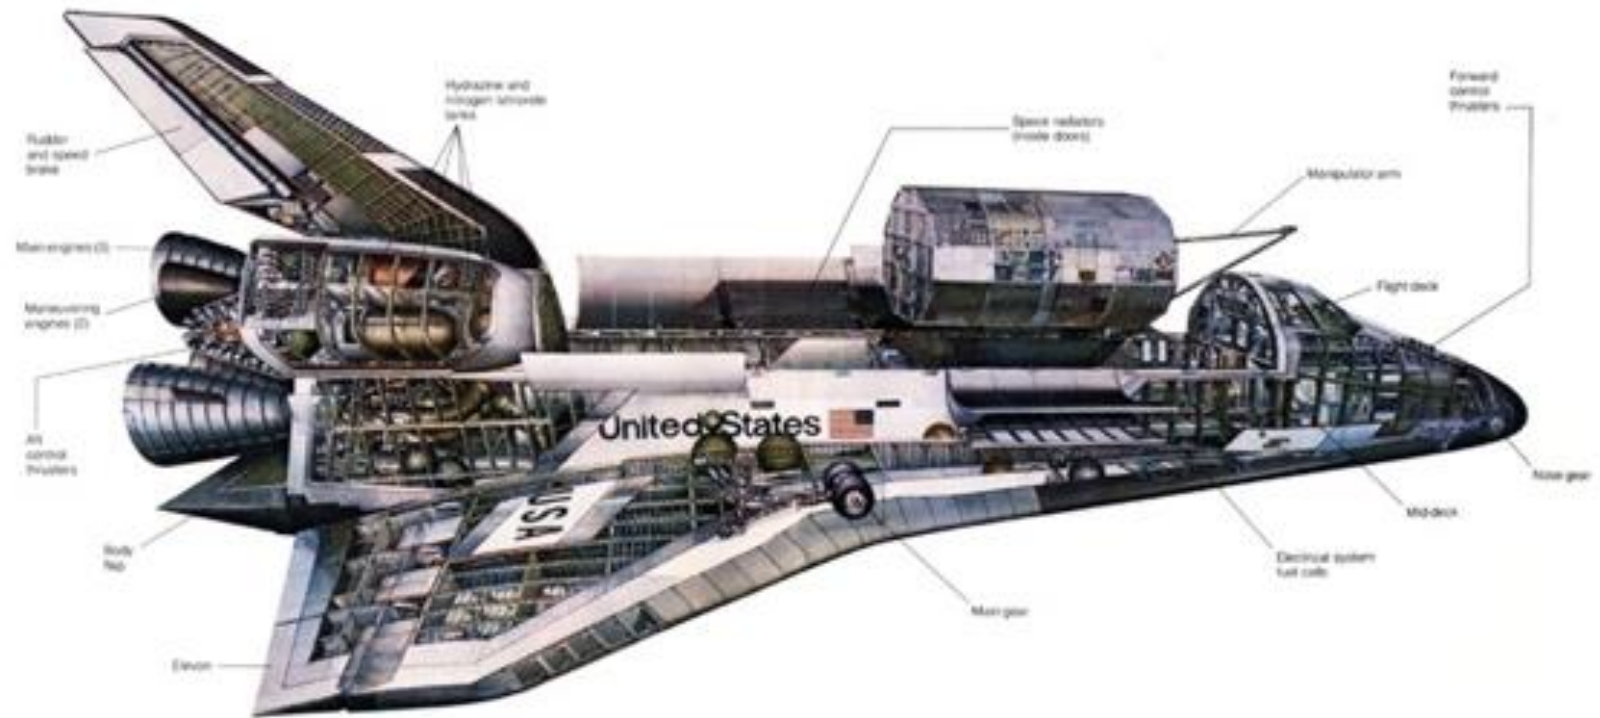 Hydrazine and
nitrogen tetroxide
tanks
Forward
control
thrusters
Space radiators
(inside doors)
Rudder
and speed
brake
Manipulator arm
Main engines (3)
Flight deck
Maneuvering
engines (2)
United States
Aft
control
thrusters
Nose gear
USA
Mid-deck
Body
flap
Electrical system
fuel cells
Main gear
Elevon